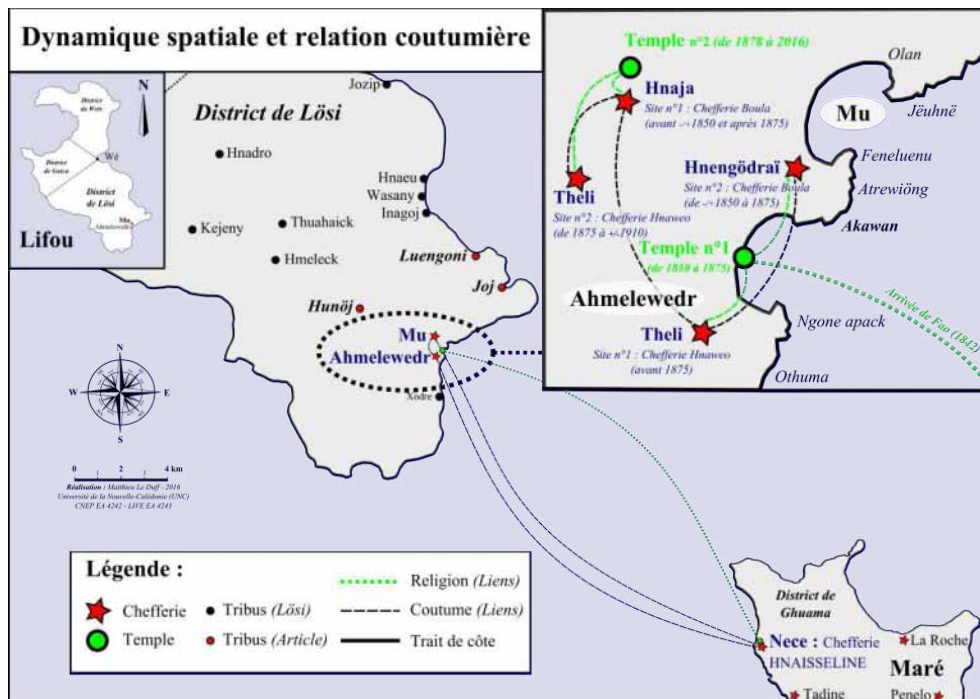 Dynamique spatiale et relation coutumière
N
District de Wetr
Wé
District de Gaïca
District de Lösi
Mu
Ahmelewedr
Lifou
District de Lösi
Jozip
Hnadro
Hnaeu
Wasany
Inagoj
Kejeny
Thuahaick
Hmeleck
Luengoni
Joj
Hunöj
Mu
Ahmelewedr
Xodre
N
W
E
S
0 2 4 km
Réalisation : Matthieu Le Duff - 2016
Université de la Nouvelle-Calédonie (UNC)
CNEP EA 4242 - LIVE EA 4243
Temple n°2 (de 1878 à 2016)
Hnaja
Site n°1 : Chefferie Boula
(avant -/+1850 et après 1875)
Olan
Mu
Jëuhnë
Feneluenu
Hnengödraï
Site n°2 : Chefferie Boula
(de -/+1850 à 1875)
Atrewiöng
Akawan
Theli
Site n°2 : Chefferie Hnaweo
(de 1875 à +/-1910)
Temple n°1
(de 1850 à 1875)
Arrivée de Fao (1842)
Ahmelewedr
Ngone apack
Theli
Site n°1 : Chefferie Hnaweo
(avant 1875)
Othuma
Légende :
Chefferie
Temple
Tribus (Lösi)
Tribus (Article)
Religion (Liens)
Coutume (Liens)
Trait de côte
District de
Ghuama
Nece : Chefferie
HNAISSELINE
La Roche
Maré
Tadine
Penelo